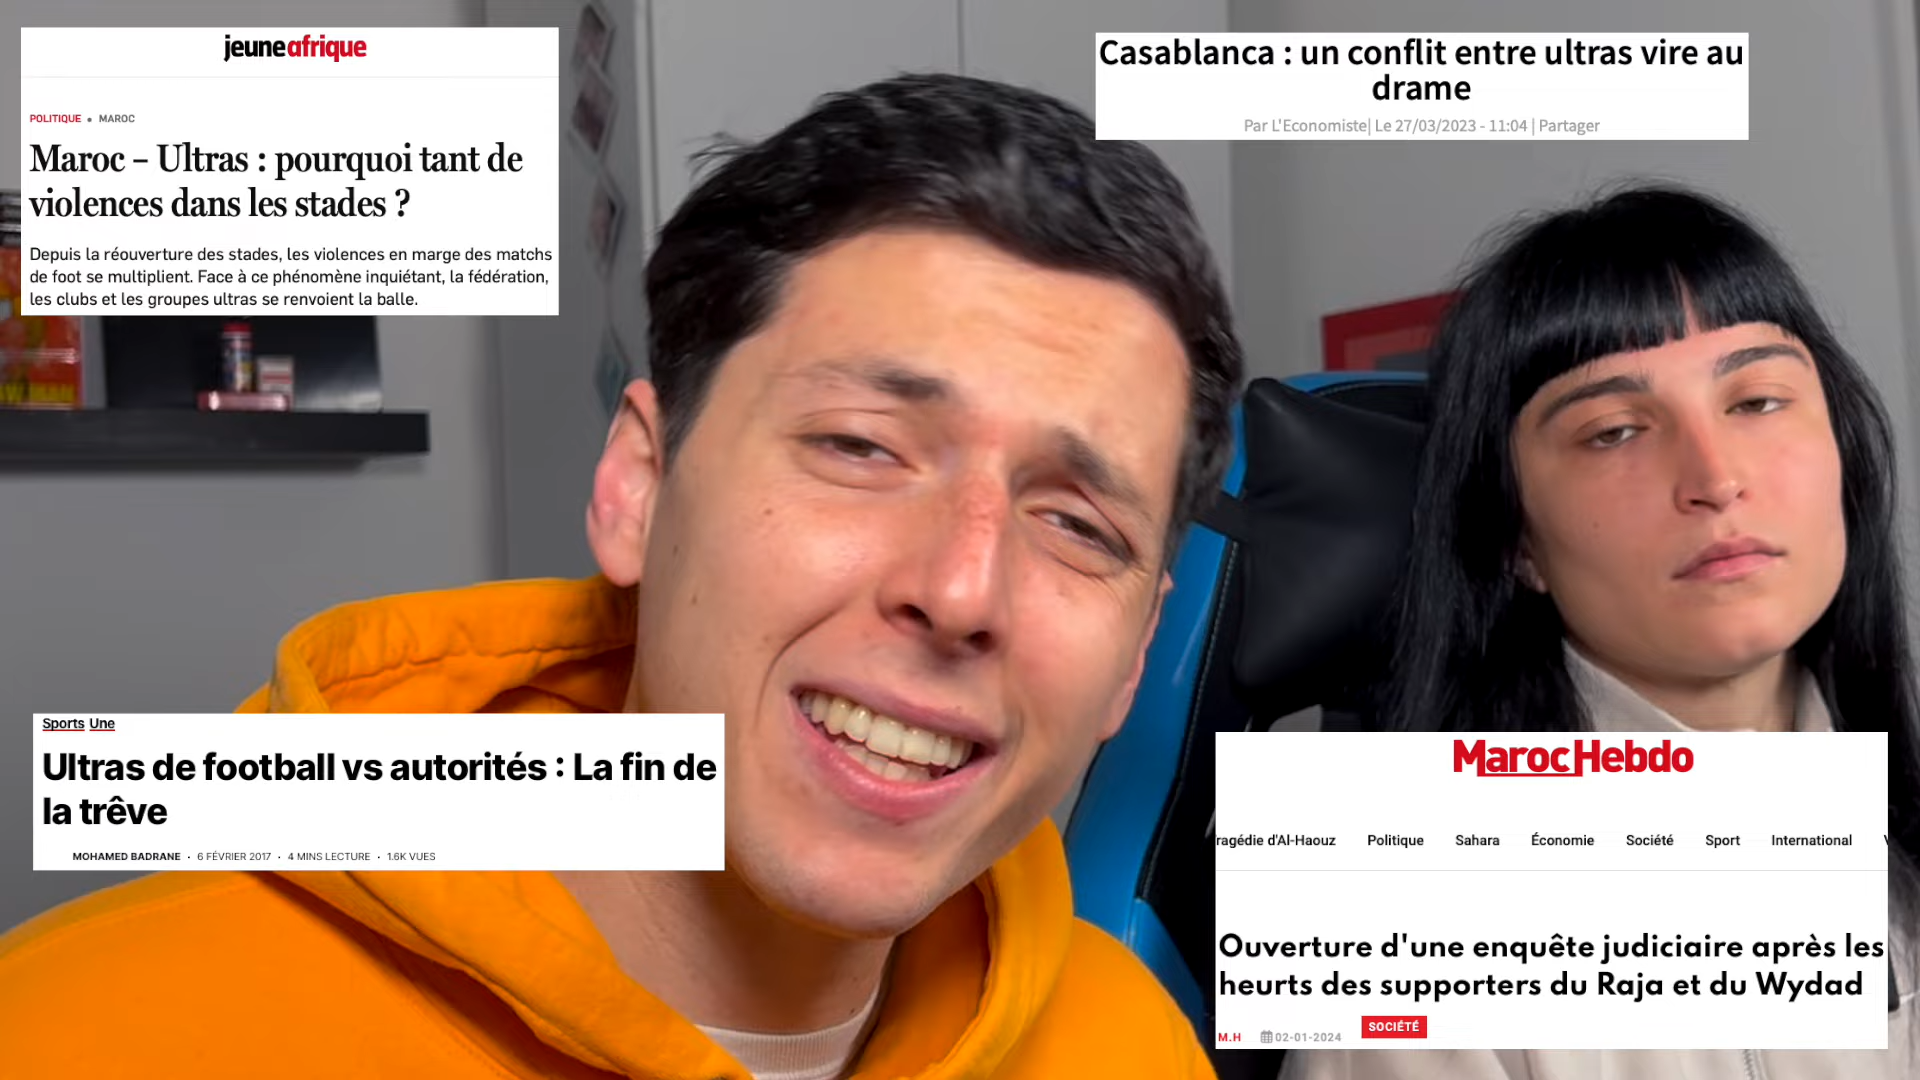 jeuneafrique
POLITIQUE • MAROC
Maroc – Ultras : pourquoi tant de
violences dans les stades ?
Depuis la réouverture des stades, les violences en marge des matchs
de foot se multiplient. Face à ce phénomène inquiétant, la fédération,
les clubs et les groupes ultras se renvoient la balle.
Casablanca : un conflit entre ultras vire au
drame
Par L'Economiste| Le 27/03/2023 - 11:04 | Partager
Sports Une
Ultras de football vs autorités : La fin de
la trêve
MOHAMED BADRANE · 6 FÉVRIER 2017 · 4 MINS LECTURE · 1.6K VUES
MarocHebdo
ragédie d'Al-Haouz Politique Sahara Économie Société Sport International
Ouverture d'une enquête judiciaire après les
heurts des supporters du Raja et du Wydad
M.H 02-01-2024 SOCIÉTÉ